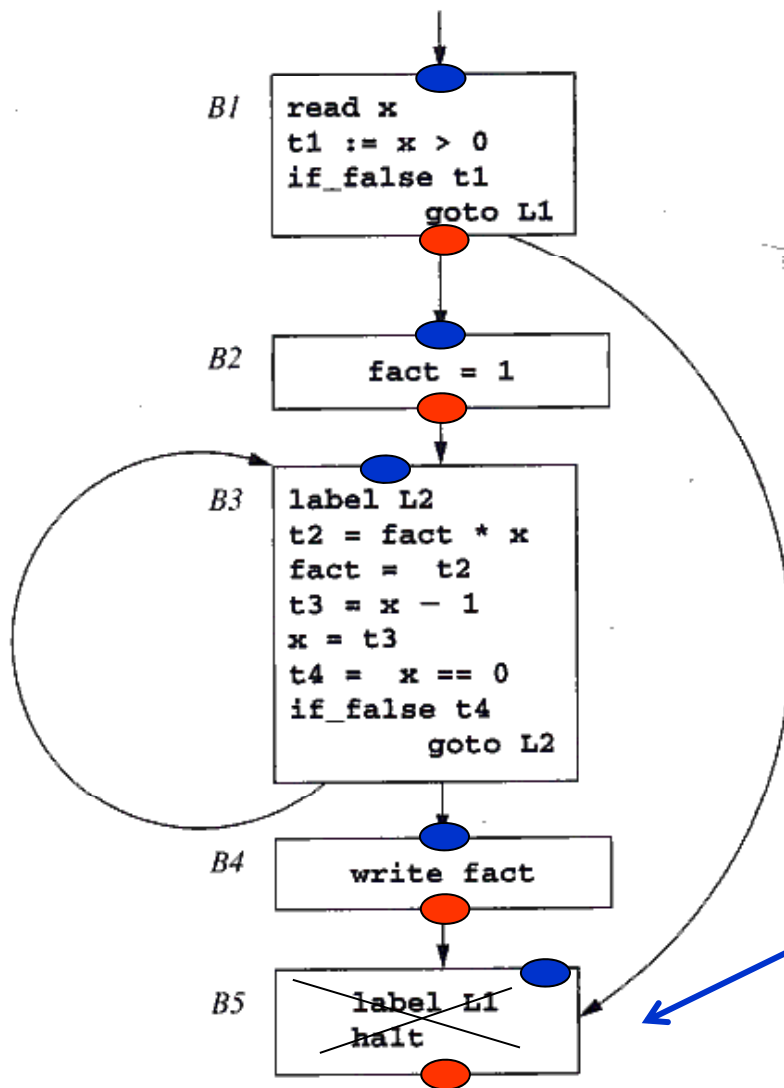 B1
read x
t1 := x > 0
if_false t1
goto L1
B2
fact = 1
B3
label L2
t2 = fact * x
fact = t2
t3 = x − 1
x = t3
t4 = x == 0
if_false t4
goto L2
B4
write fact
B5
label L1
halt